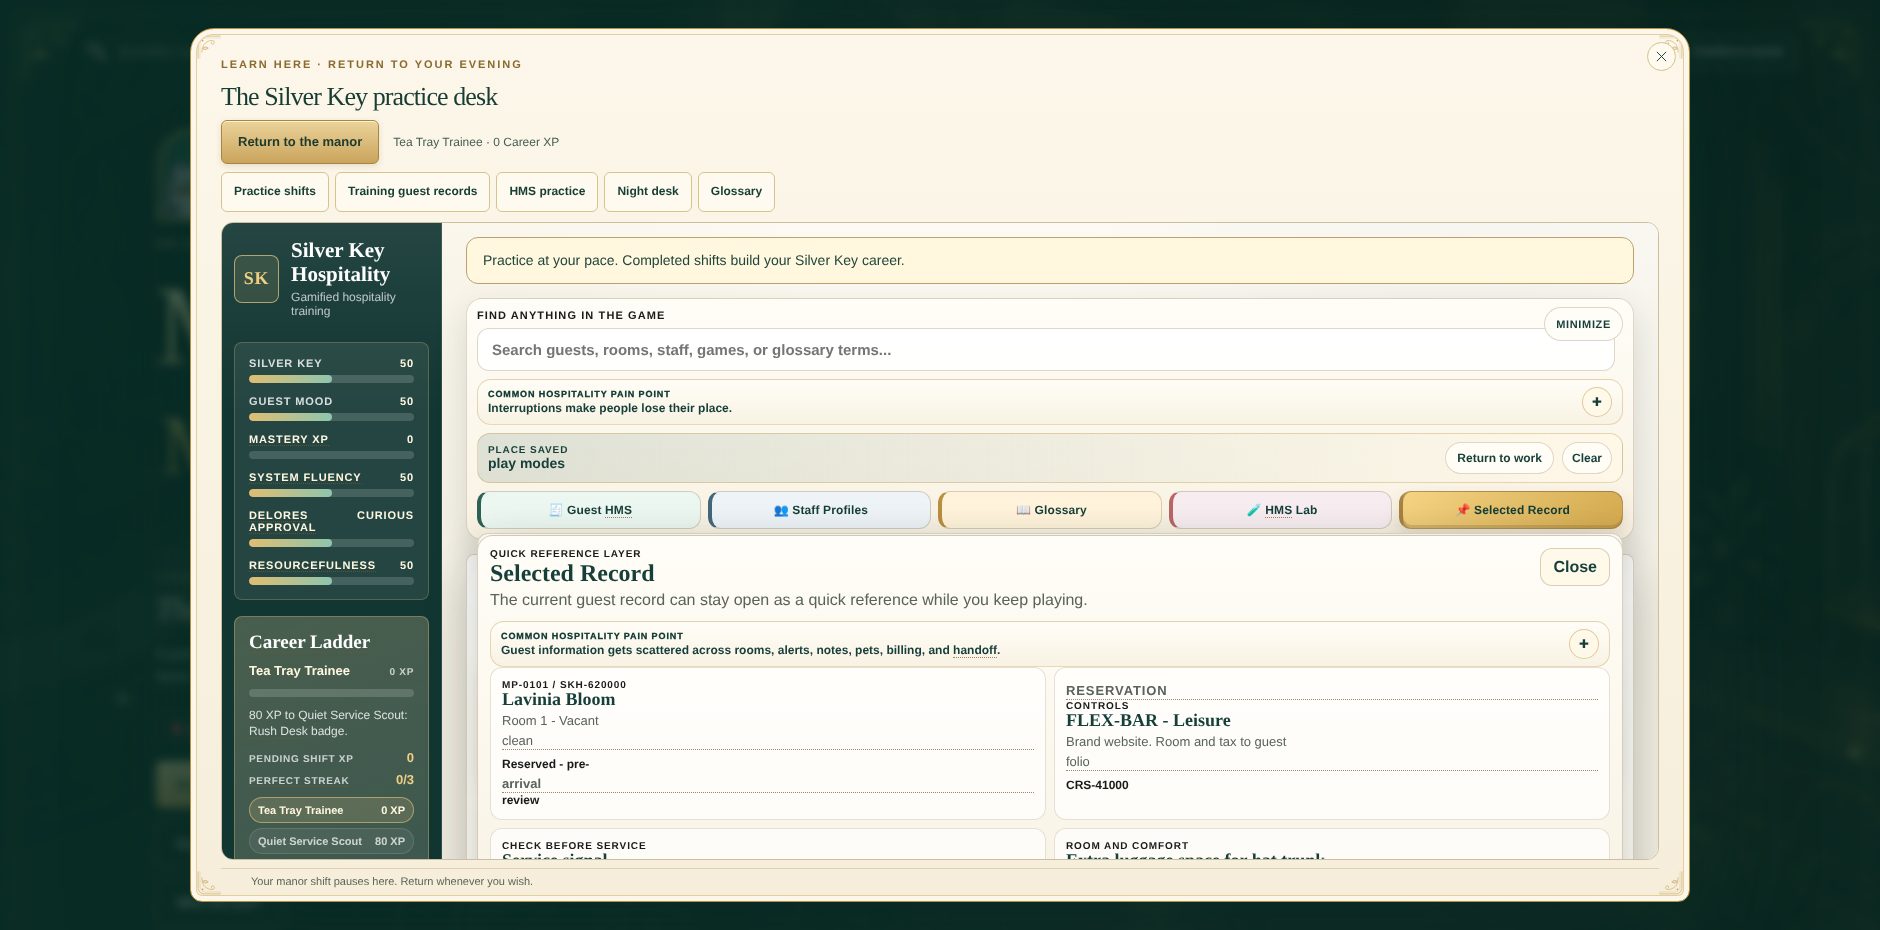 LEARN HERE · RETURN TO YOUR EVENING
The Silver Key practice desk
Return to the manor
Tea Tray Trainee · 0 Career XP
Practice shifts
Training guest records
HMS practice
Night desk
Glossary
SK
Silver Key
Hospitality
Gamified hospitality
training
SILVER KEY 50
GUEST MOOD 50
MASTERY XP 0
SYSTEM FLUENCY 50
DELORES CURIOUS
APPROVAL
RESOURCEFULNESS 50
Career Ladder
Tea Tray Trainee 0 XP
80 XP to Quiet Service Scout:
Rush Desk badge.
PENDING SHIFT XP 0
PERFECT STREAK 0/3
Tea Tray Trainee 0 XP
Quiet Service Scout 80 XP
Practice at your pace. Completed shifts build your Silver Key career.
FIND ANYTHING IN THE GAME
MINIMIZE
Search guests, rooms, staff, games, or glossary terms...
COMMON HOSPITALITY PAIN POINT
Interruptions make people lose their place.
+
PLACE SAVED
play modes
Return to work
Clear
🧾 Guest HMS
👥 Staff Profiles
📖 Glossary
🧪 HMS Lab
📌 Selected Record
QUICK REFERENCE LAYER
Selected Record
Close
The current guest record can stay open as a quick reference while you keep playing.
COMMON HOSPITALITY PAIN POINT
Guest information gets scattered across rooms, alerts, notes, pets, billing, and handoff.
+
MP-0101 / SKH-620000
Lavinia Bloom
Room 1 - Vacant
clean
Reserved - pre-
arrival
review
RESERVATION
CONTROLS
FLEX-BAR - Leisure
Brand website. Room and tax to guest
folio
CRS-41000
CHECK BEFORE SERVICE
Service signal
ROOM AND COMFORT
Extra luggage space for hat trunk
Your manor shift pauses here. Return whenever you wish.